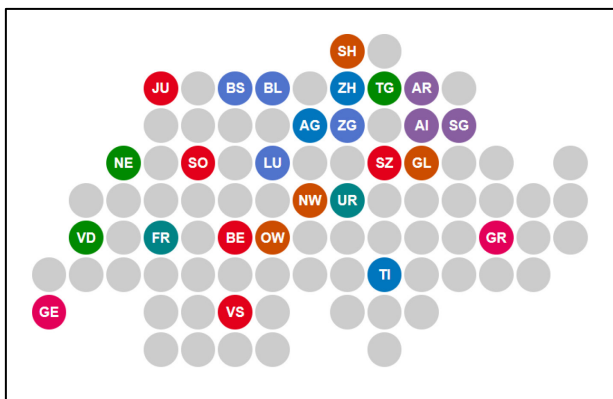 SH
JU BS BL ZH TG AR
AG ZG AI SG
NE SO LU SZ GL
NW UR
VD FR BE OW GR
TI
GE VS